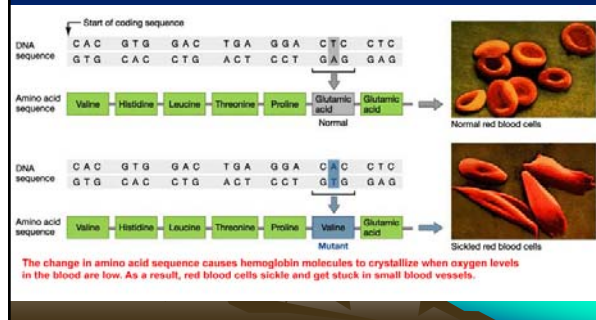 Start of coding sequence
DNA sequence
CAC GTG GAC TGA GGA CTC CTC
GTG CAC CTG ACT CCT GAG GAG
Amino acid sequence
Valine Histidine Leucine Threonine Proline Glutamic acid Glutamic acid
Normal
Normal red blood cells
DNA sequence
CAC GTG GAC TGA GGA CAC CTC
GTG CAC CTG ACT CCT GTG GAG
Amino acid sequence
Valine Histidine Leucine Threonine Proline Valine Glutamic acid
Mutant
Sickled red blood cells
The change in amino acid sequence causes hemoglobin molecules to crystallize when oxygen levels
in the blood are low. As a result, red blood cells sickle and get stuck in small blood vessels.